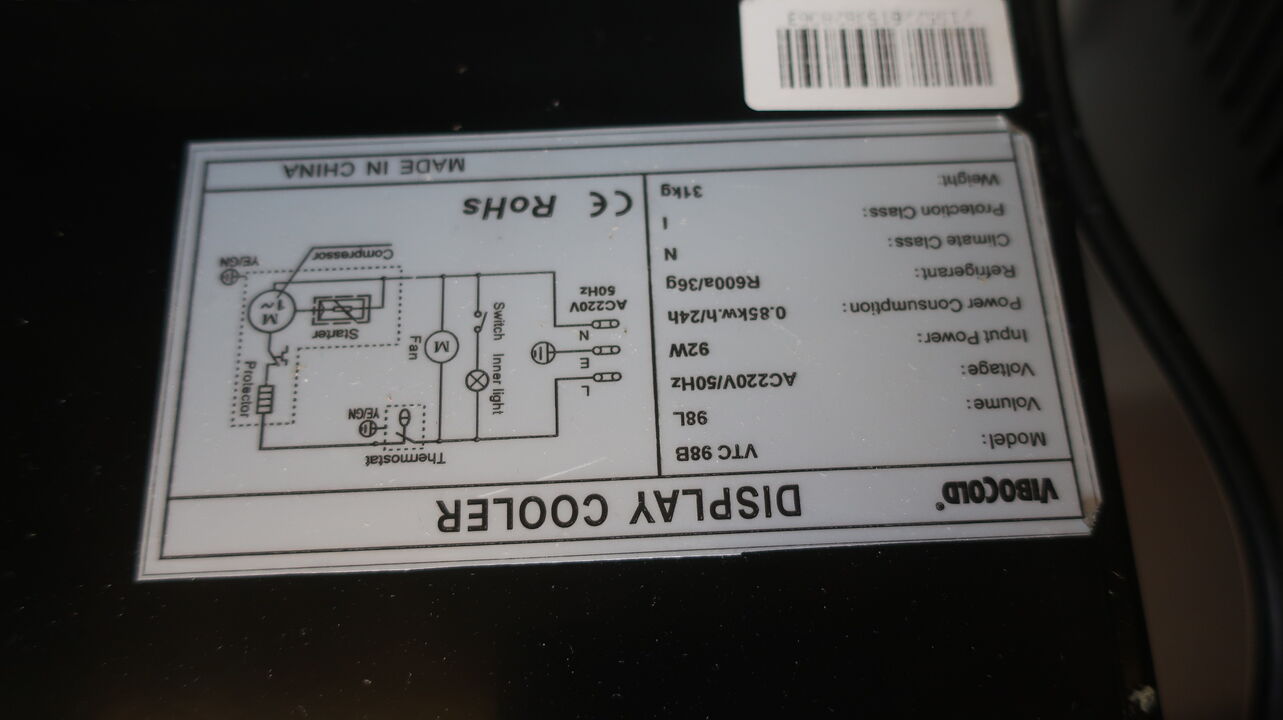 VIBOCOLD® DISPLAY COOLER
Model: VTC 98B
Volume: 98L
Voltage: AC220V/50Hz
Input Power: 92W
Power Consumption: 0.85kw.h/24h
Refrigerant: R600a/36g
Climate Class: N
Protection Class: I
Weight: 31kg
Thermostat
YE/GN
L
E
N
AC220V
50Hz
Switch
Inner light
M
Fan
Protector
Starter
M
1~
Compressor
YE/GN
CE RoHS
MADE IN CHINA